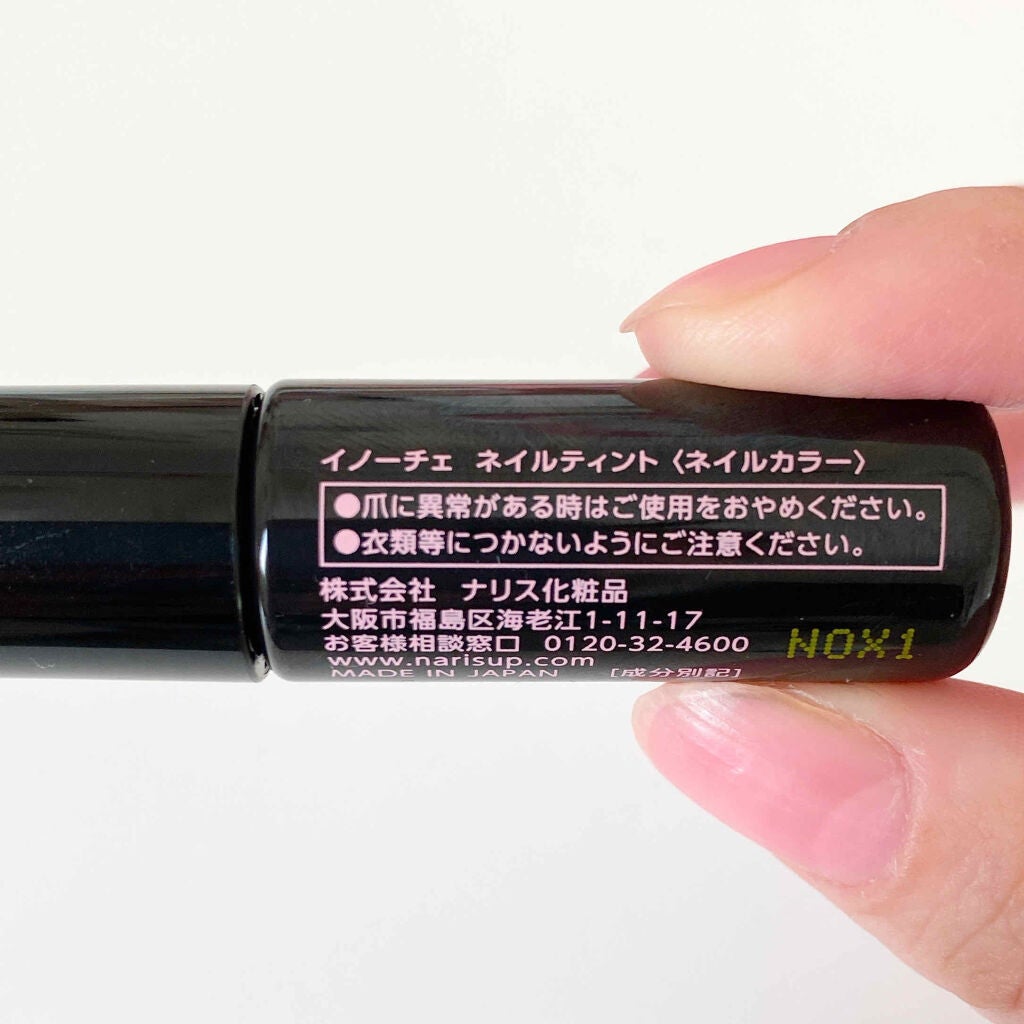 イノーチェ ネイルティント〈ネイルカラー〉
●爪に異常がある時はご使用をおやめください。
●衣類等につかないようにご注意ください。
株式会社 ナリス化粧品
大阪市福島区海老江1-11-17
お客様相談窓口 0120-32-4600
www.narisup.com
MADE IN JAPAN [成分別記]
NOX1